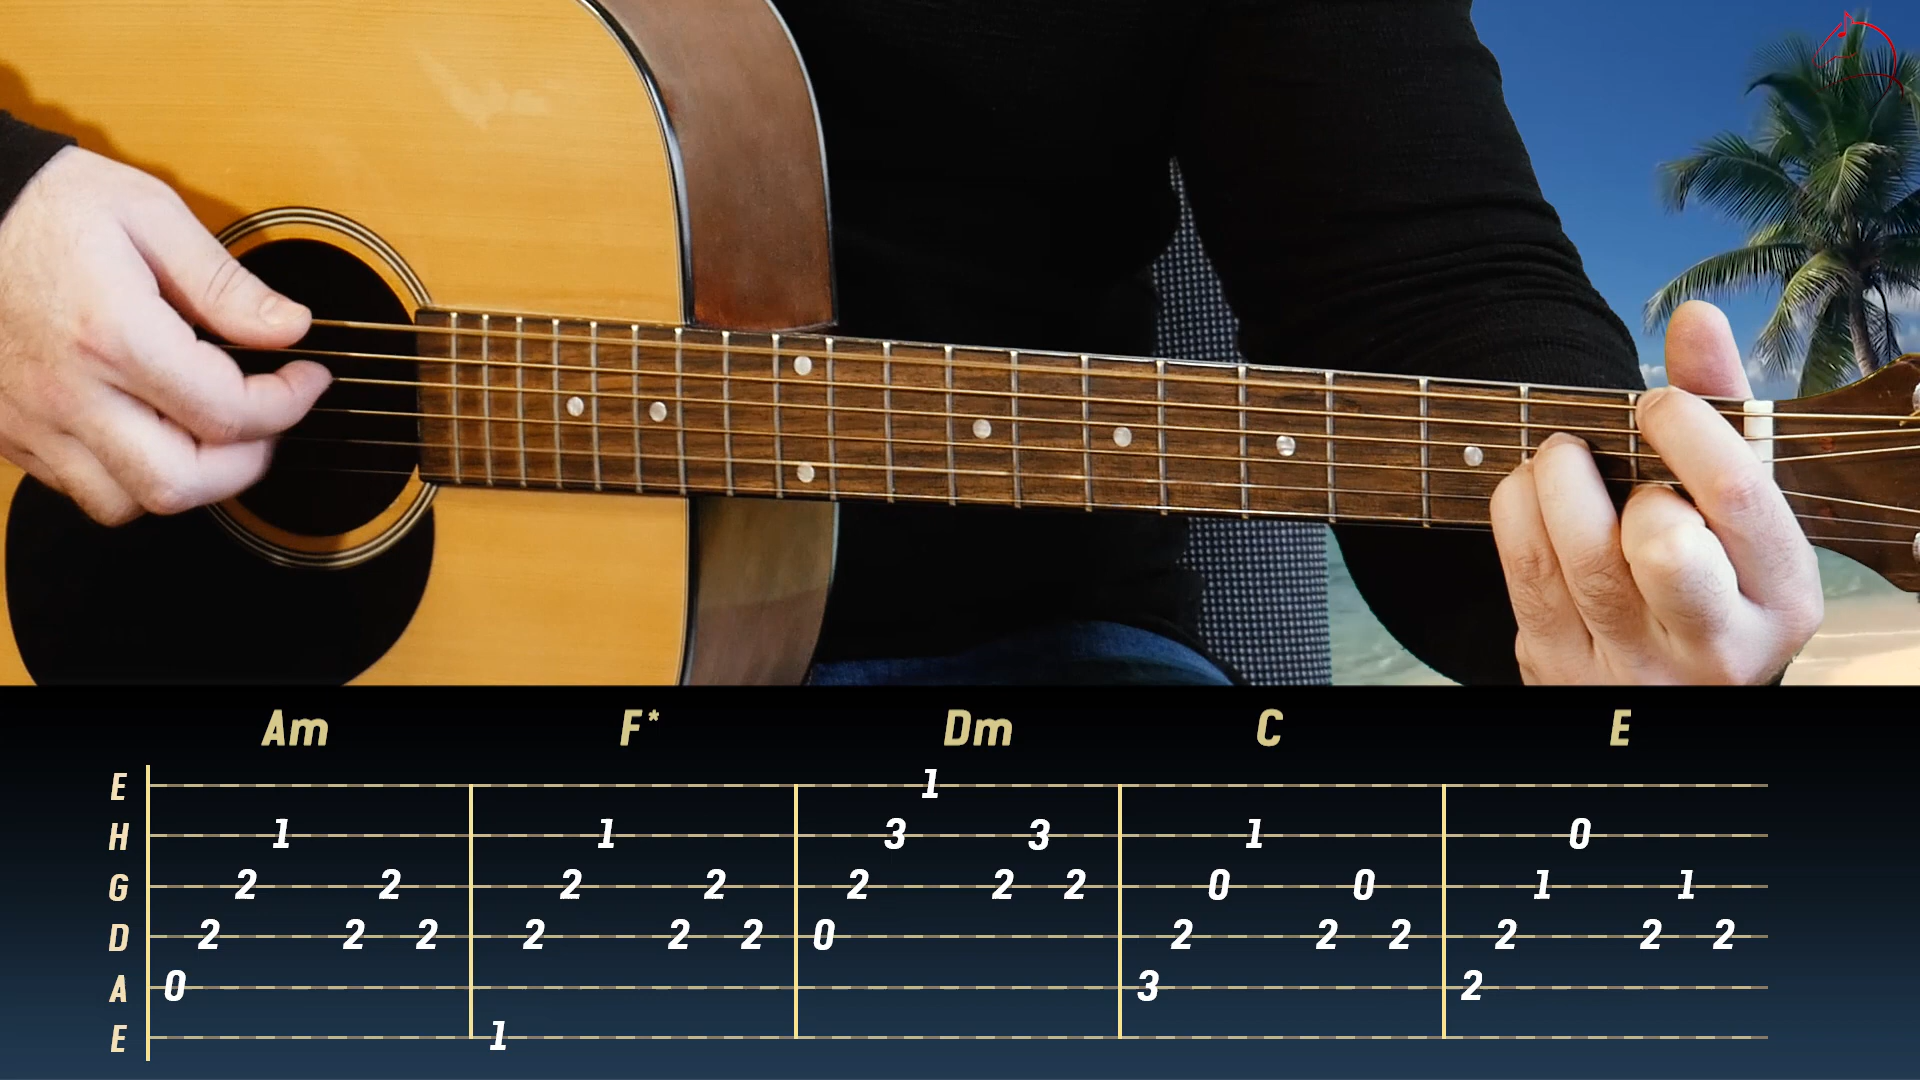 Am F* Dm C E
E 1
H 1 1 3 3 1 0
G 2 2 2 2 2 2 2 0 0 1 1
D 2 2 2 2 2 2 0 2 2 2 2 2 2
A 0 3 2
E 1